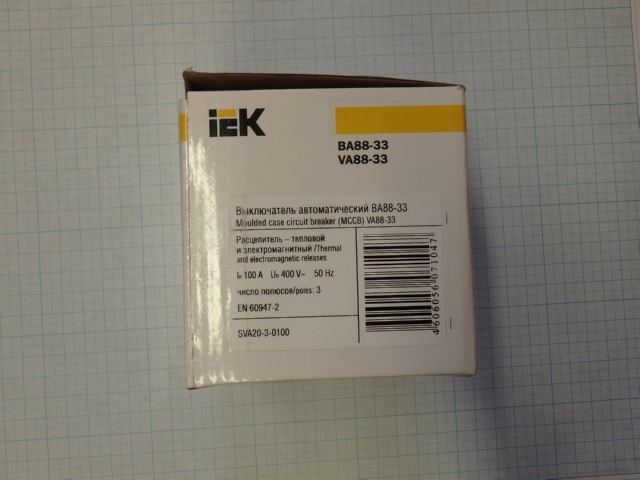 iEK
ВА88-33
VA88-33
Выключатель автоматический ВА88-33
Moulded case circuit breaker (MCCB) VA88-33
Расцепитель – тепловой
и электромагнитный /Thermal
and electromagnetic releases
Iн 100 A Uн 400 V~ 50 Hz
число полюсов/poles: 3
EN 60947-2
SVA20-3-0100
4606056071047